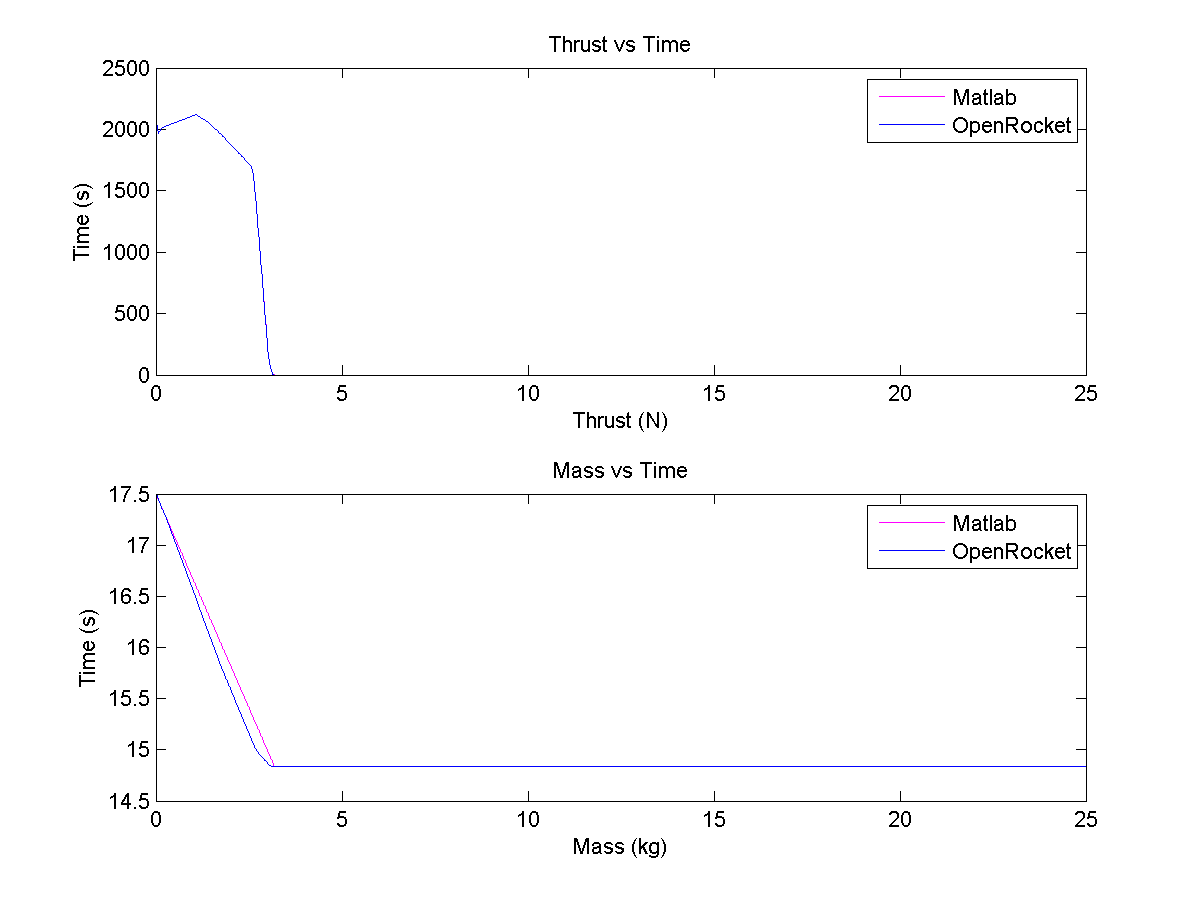 Thrust vs Time
2500
2000
1500
1000
500
0
Time (s)
Matlab
OpenRocket
0 5 10 15 20 25
Thrust (N)
Mass vs Time
17.5
17
16.5
16
15.5
15
14.5
Time (s)
Matlab
OpenRocket
0 5 10 15 20 25
Mass (kg)